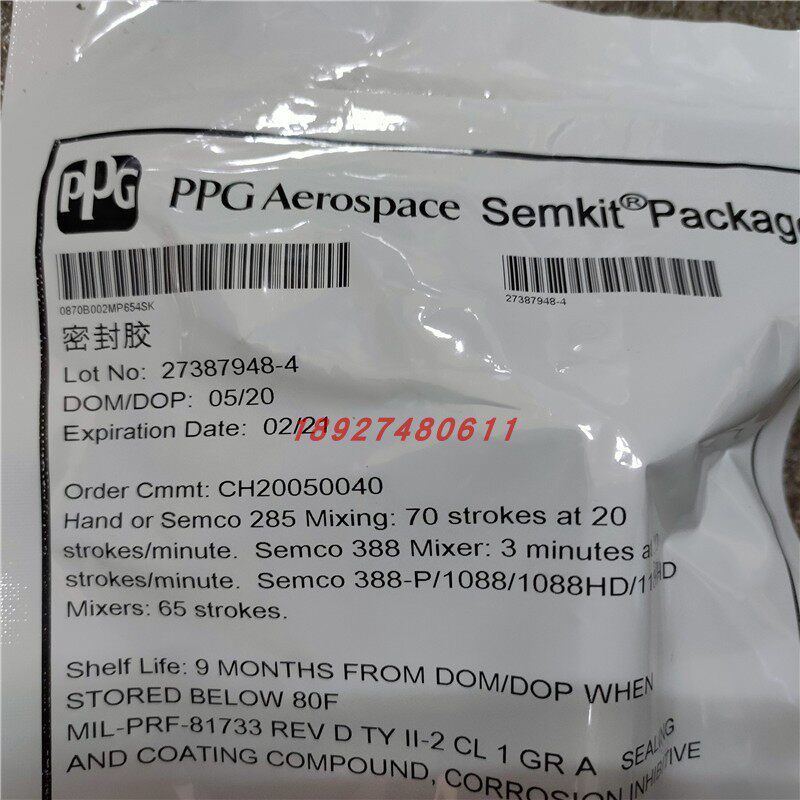 PPG PPG Aerospace Semkit® Package
0870B002MP654SK
27387948-4
密封胶
Lot No: 27387948-4
DOM/DOP: 05/20
Expiration Date: 02/21
18927480611
Order Cmmt: CH20050040
Hand or Semco 285 Mixing: 70 strokes at 20
strokes/minute. Semco 388 Mixer: 3 minutes
strokes/minute. Semco 388-P/1088/1088HD/
Mixers: 65 strokes.
Shelf Life: 9 MONTHS FROM DOM/DOP WHEN
STORED BELOW 80F
MIL-PRF-81733 REV D TY II-2 CL 1 GR A SEALING
AND COATING COMPOUND, CORROSION INHIBITIVE